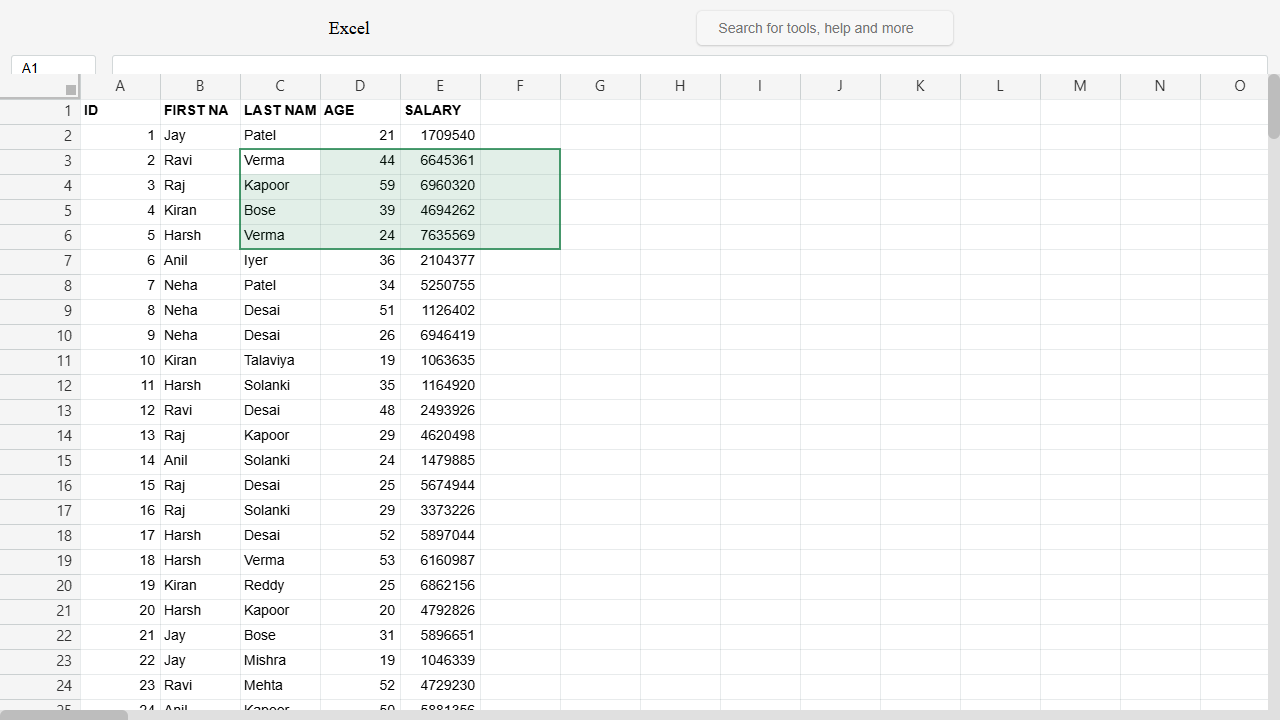 Excel
Search for tools, help and more
A1
A B C D E F G H I J K L M N O
1 ID FIRST NA LAST NAM AGE SALARY
2 1 Jay Patel 21 1709540
3 2 Ravi Verma 44 6645361
4 3 Raj Kapoor 59 6960320
5 4 Kiran Bose 39 4694262
6 5 Harsh Verma 24 7635569
7 6 Anil Iyer 36 2104377
8 7 Neha Patel 34 5250755
9 8 Neha Desai 51 1126402
10 9 Neha Desai 26 6946419
11 10 Kiran Talaviya 19 1063635
12 11 Harsh Solanki 35 1164920
13 12 Ravi Desai 48 2493926
14 13 Raj Kapoor 29 4620498
15 14 Anil Solanki 24 1479885
16 15 Raj Desai 25 5674944
17 16 Raj Solanki 29 3373226
18 17 Harsh Desai 52 5897044
19 18 Harsh Verma 53 6160987
20 19 Kiran Reddy 25 6862156
21 20 Harsh Kapoor 20 4792826
22 21 Jay Bose 31 5896651
23 22 Jay Mishra 19 1046339
24 23 Ravi Mehta 52 4729230
25 24 Anil Kapoor 50 5881356